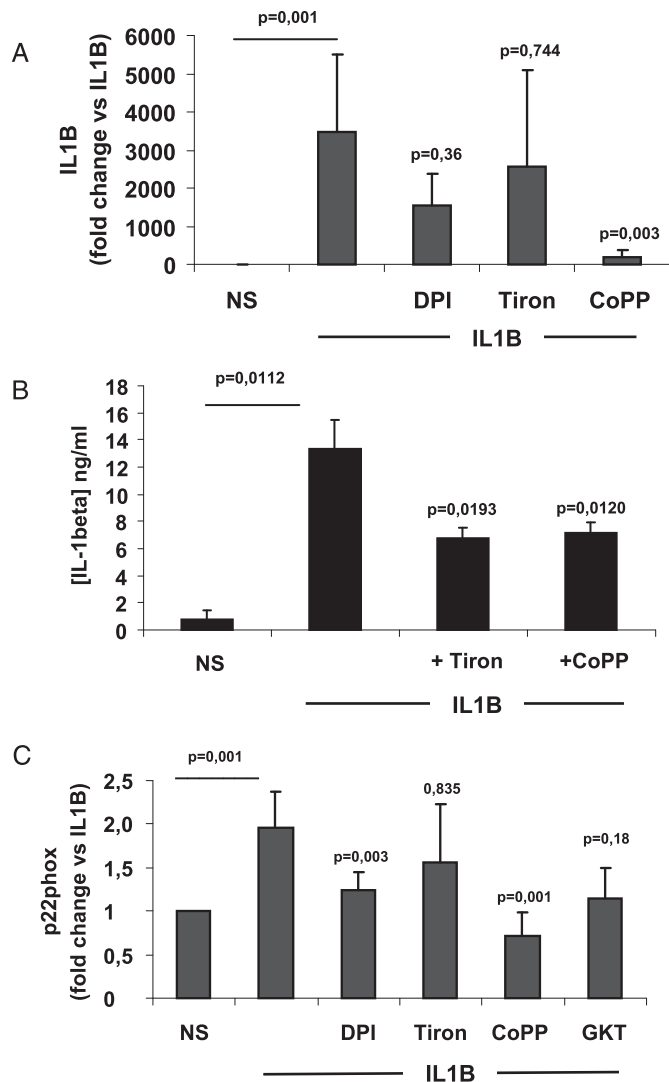 A
p=0,001
IL1B
(fold change vs IL1B)
6000
5000
4000
3000
2000
1000
0
p=0,744
p=0,36
p=0,003
NS
DPI
Tiron
CoPP
IL1B
B
p=0,0112
[IL-1beta] ng/ml
18
16
14
12
10
8
6
4
2
0
p=0,0193
p=0,0120
NS
+ Tiron
+CoPP
IL1B
C
p=0,001
p22phox
(fold change vs IL1B)
2,5
2,0
1,5
1
0,5
0
0,835
p=0,003
p=0,001
p=0,18
NS
DPI
Tiron
CoPP
GKT
IL1B